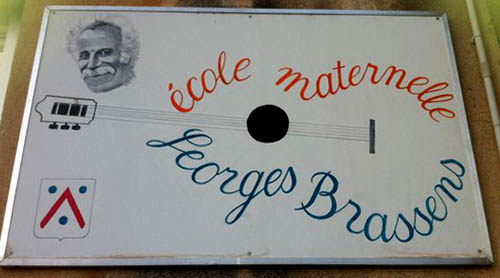 école maternelle
Georges Brassens